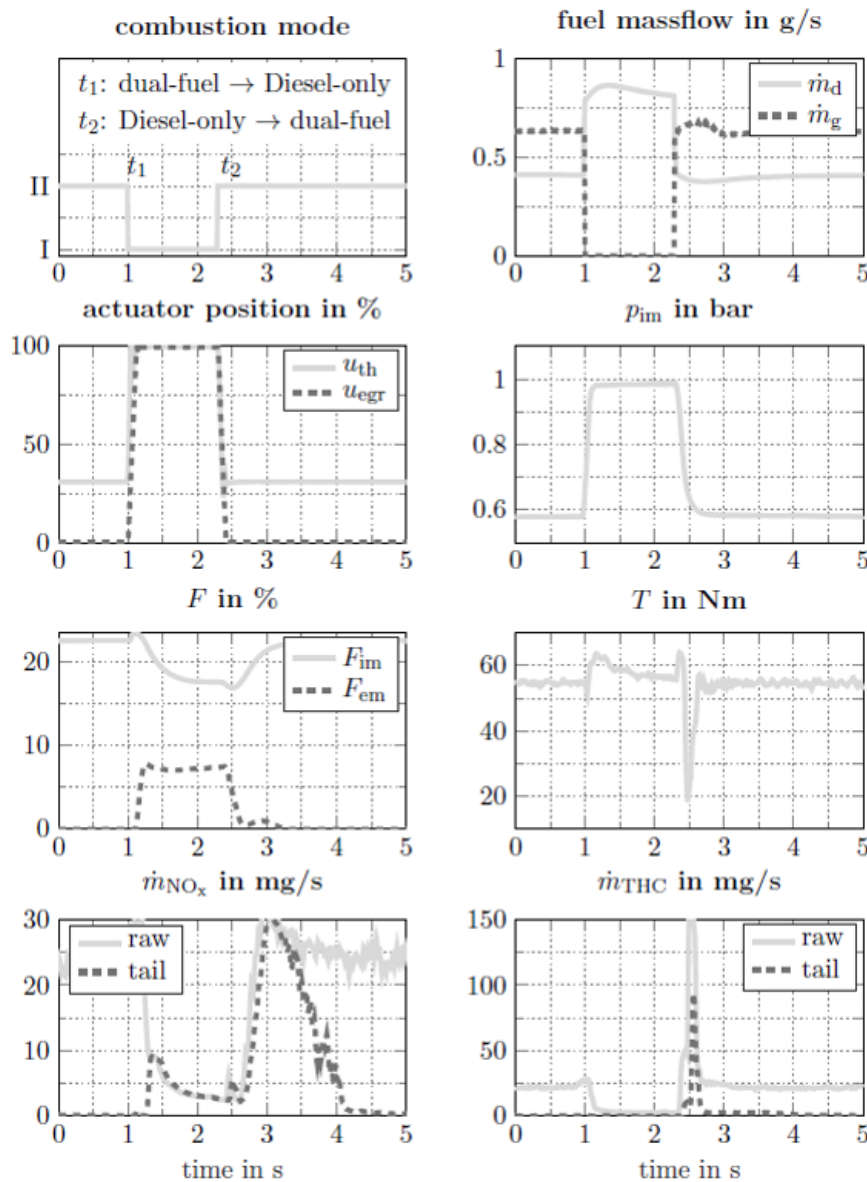 combustion mode
t₁: dual-fuel → Diesel-only
t₂: Diesel-only → dual-fuel
t₁ t₂
II
I
0 1 2 3 4 5
fuel massflow in g/s
1
0.5
0
ṁd
ṁg
0 1 2 3 4 5
actuator position in %
100
50
0
uth
uegr
0 1 2 3 4 5
pim in bar
1
0.8
0.6
0 1 2 3 4 5
F in %
20
10
0
Fim
Fem
0 1 2 3 4 5
T in Nm
60
40
20
0 1 2 3 4 5
ṁNOx in mg/s
30
20
10
0
raw
tail
0 1 2 3 4 5
time in s
ṁTHC in mg/s
150
100
50
0
raw
tail
0 1 2 3 4 5
time in s